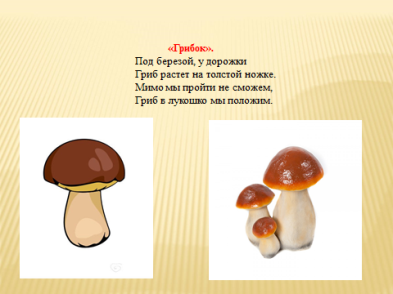 «Грибок».
Под березой, у дорожки
Гриб растет на толстой ножке.
Мимо мы пройти не сможем,
Гриб в лукошко мы положим.